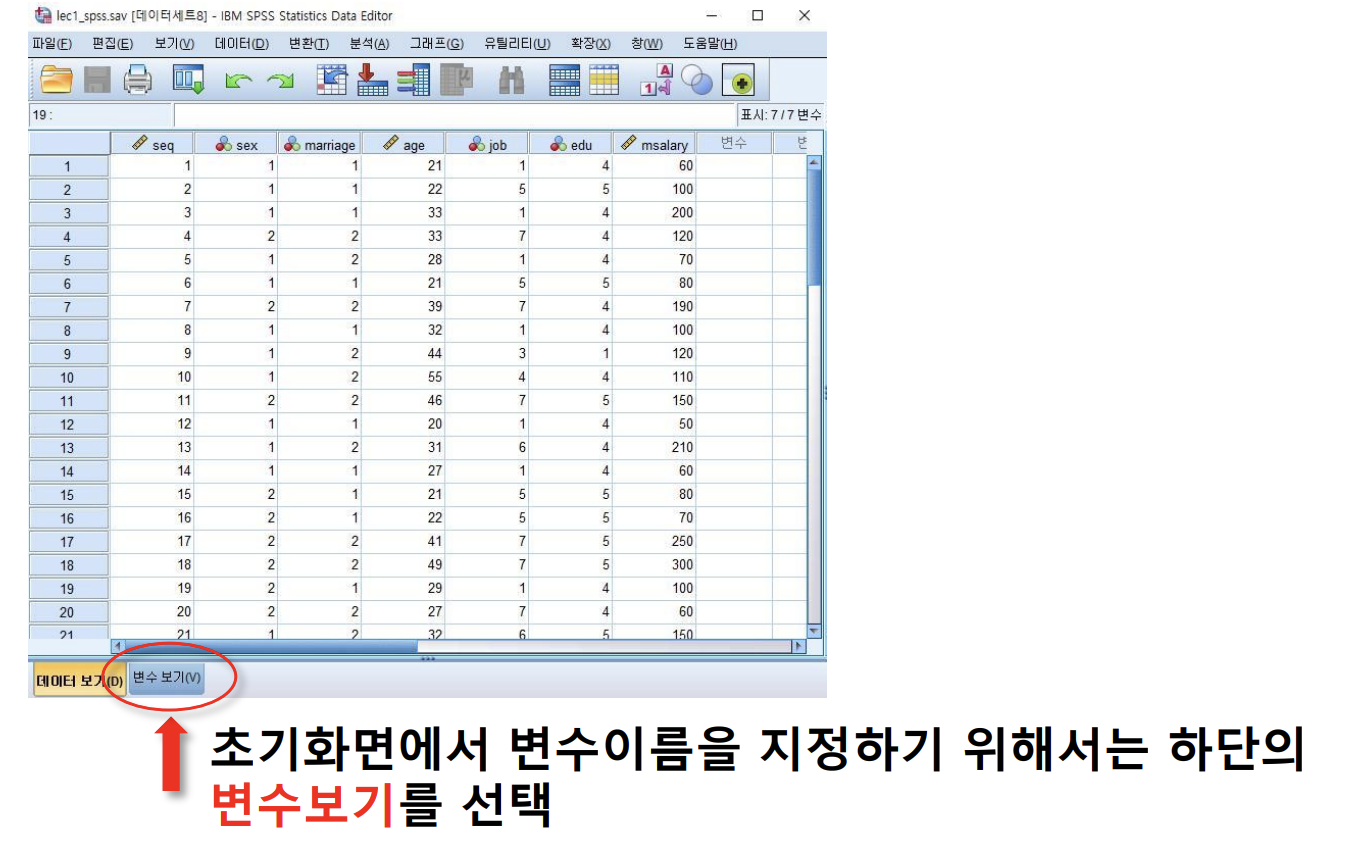 lec1_spss.sav [데이터세트8] - IBM SPSS Statistics Data Editor
파일(F) 편집(E) 보기(V) 데이터(D) 변환(T) 분석(A) 그래프(G) 유틸리티(U) 확장(X) 창(W) 도움말(H)
19 :
표시: 7 / 7 변수
seq sex marriage age job edu msalary 변수
1 1 1 1 21 1 4 60
2 2 1 1 22 5 5 100
3 3 1 1 33 1 4 200
4 4 2 2 33 7 4 120
5 5 1 2 28 1 4 70
6 6 1 1 21 5 5 80
7 7 2 2 39 7 4 190
8 8 1 1 32 1 4 100
9 9 1 2 44 3 1 120
10 10 1 2 55 4 4 110
11 11 2 2 46 7 5 150
12 12 1 1 20 1 4 50
13 13 1 2 31 6 4 210
14 14 1 1 27 1 4 60
15 15 2 1 21 5 5 80
16 16 2 1 22 5 5 70
17 17 2 2 41 7 5 250
18 18 2 2 49 7 5 300
19 19 2 1 29 1 4 100
20 20 2 2 27 7 4 60
21 21 1 2 32 6 5 150
데이터 보기(D) 변수 보기(V)
초기화면에서 변수이름을 지정하기 위해서는 하단의
변수보기를 선택